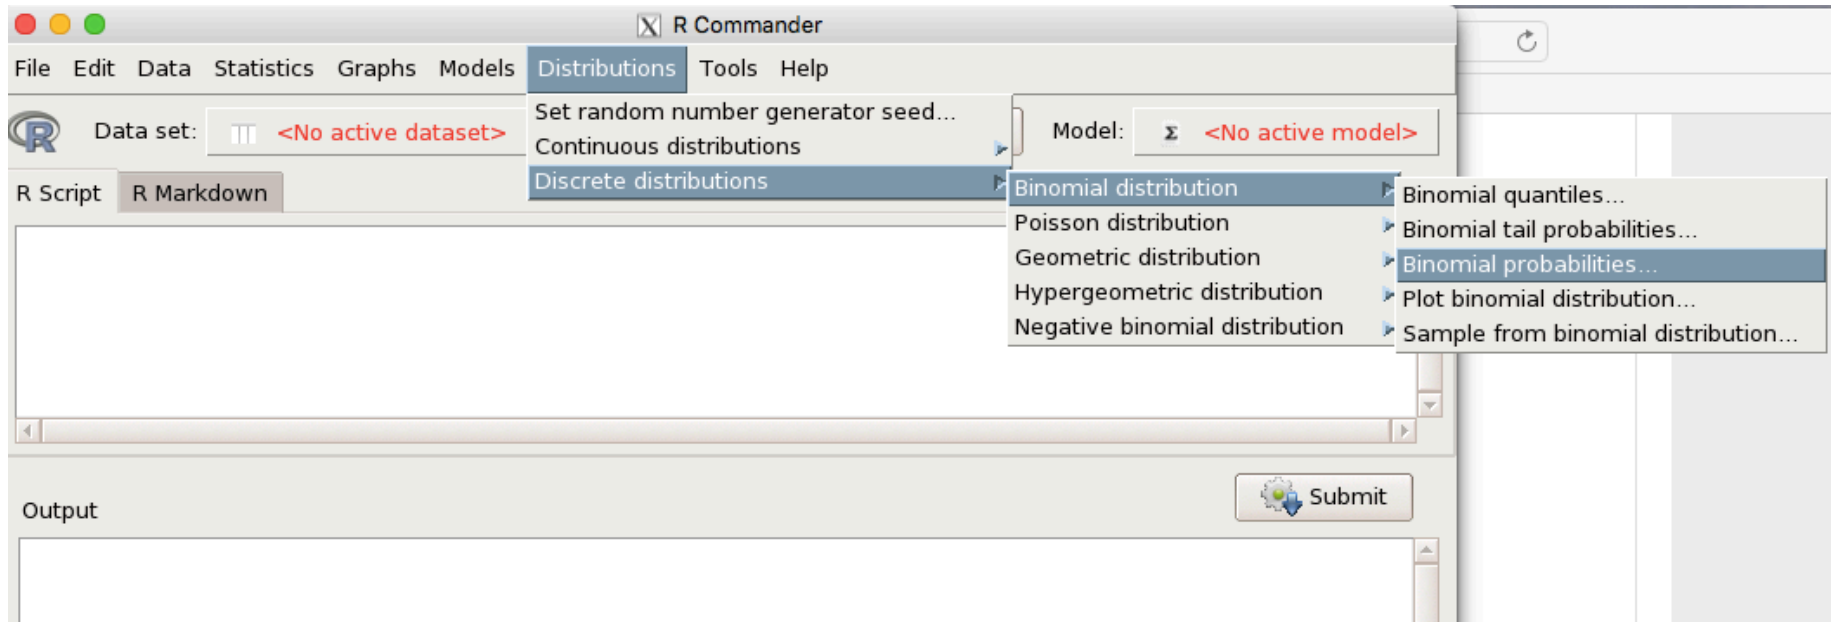 R Commander
File Edit Data Statistics Graphs Models Distributions Tools Help
Data set: <No active dataset> Model: Σ <No active model>
Set random number generator seed...
Continuous distributions
Discrete distributions
R Script R Markdown
Binomial distribution
Poisson distribution
Geometric distribution
Hypergeometric distribution
Negative binomial distribution
Binomial quantiles...
Binomial tail probabilities...
Binomial probabilities...
Plot binomial distribution...
Sample from binomial distribution...
Submit
Output